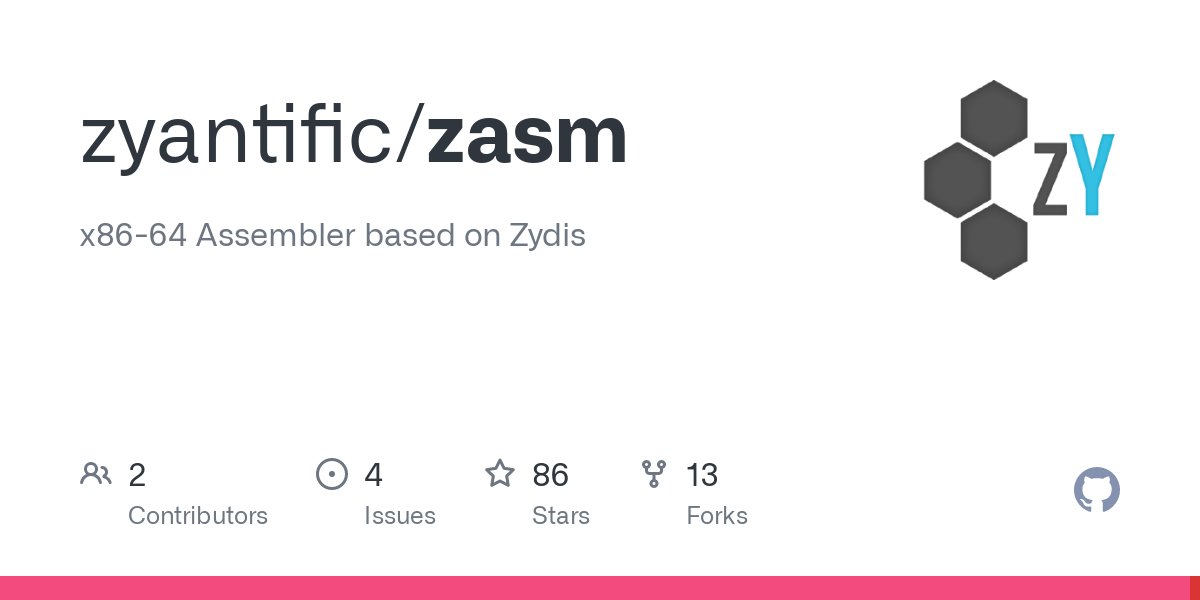 zyantific/zasm
ZY
x86-64 Assembler based on Zydis
2
Contributors
4
Issues
86
Stars
13
Forks